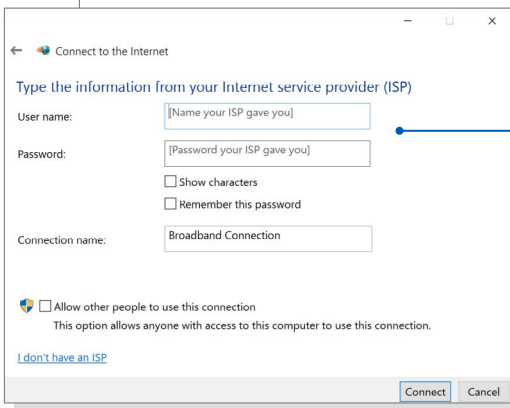 Connect to the Internet
Type the information from your Internet service provider (ISP)
User name:
[Name your ISP gave you]
Password:
[Password your ISP gave you]
Show characters
Remember this password
Connection name:
Broadband Connection
Allow other people to use this connection
This option allows anyone with access to this computer to use this connection.
I don't have an ISP
Connect Cancel